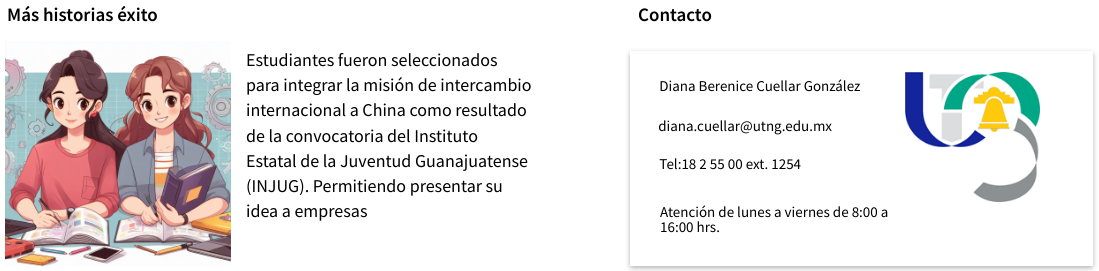 Más historias éxito
Estudiantes fueron seleccionados
para integrar la misión de intercambio
internacional a China como resultado
de la convocatoria del Instituto
Estatal de la Juventud Guanajuatense
(INJUG). Permitiendo presentar su
idea a empresas
Contacto
Diana Berenice Cuellar González
diana.cuellar@utng.edu.mx
Tel:18 2 55 00 ext. 1254
Atención de lunes a viernes de 8:00 a
16:00 hrs.